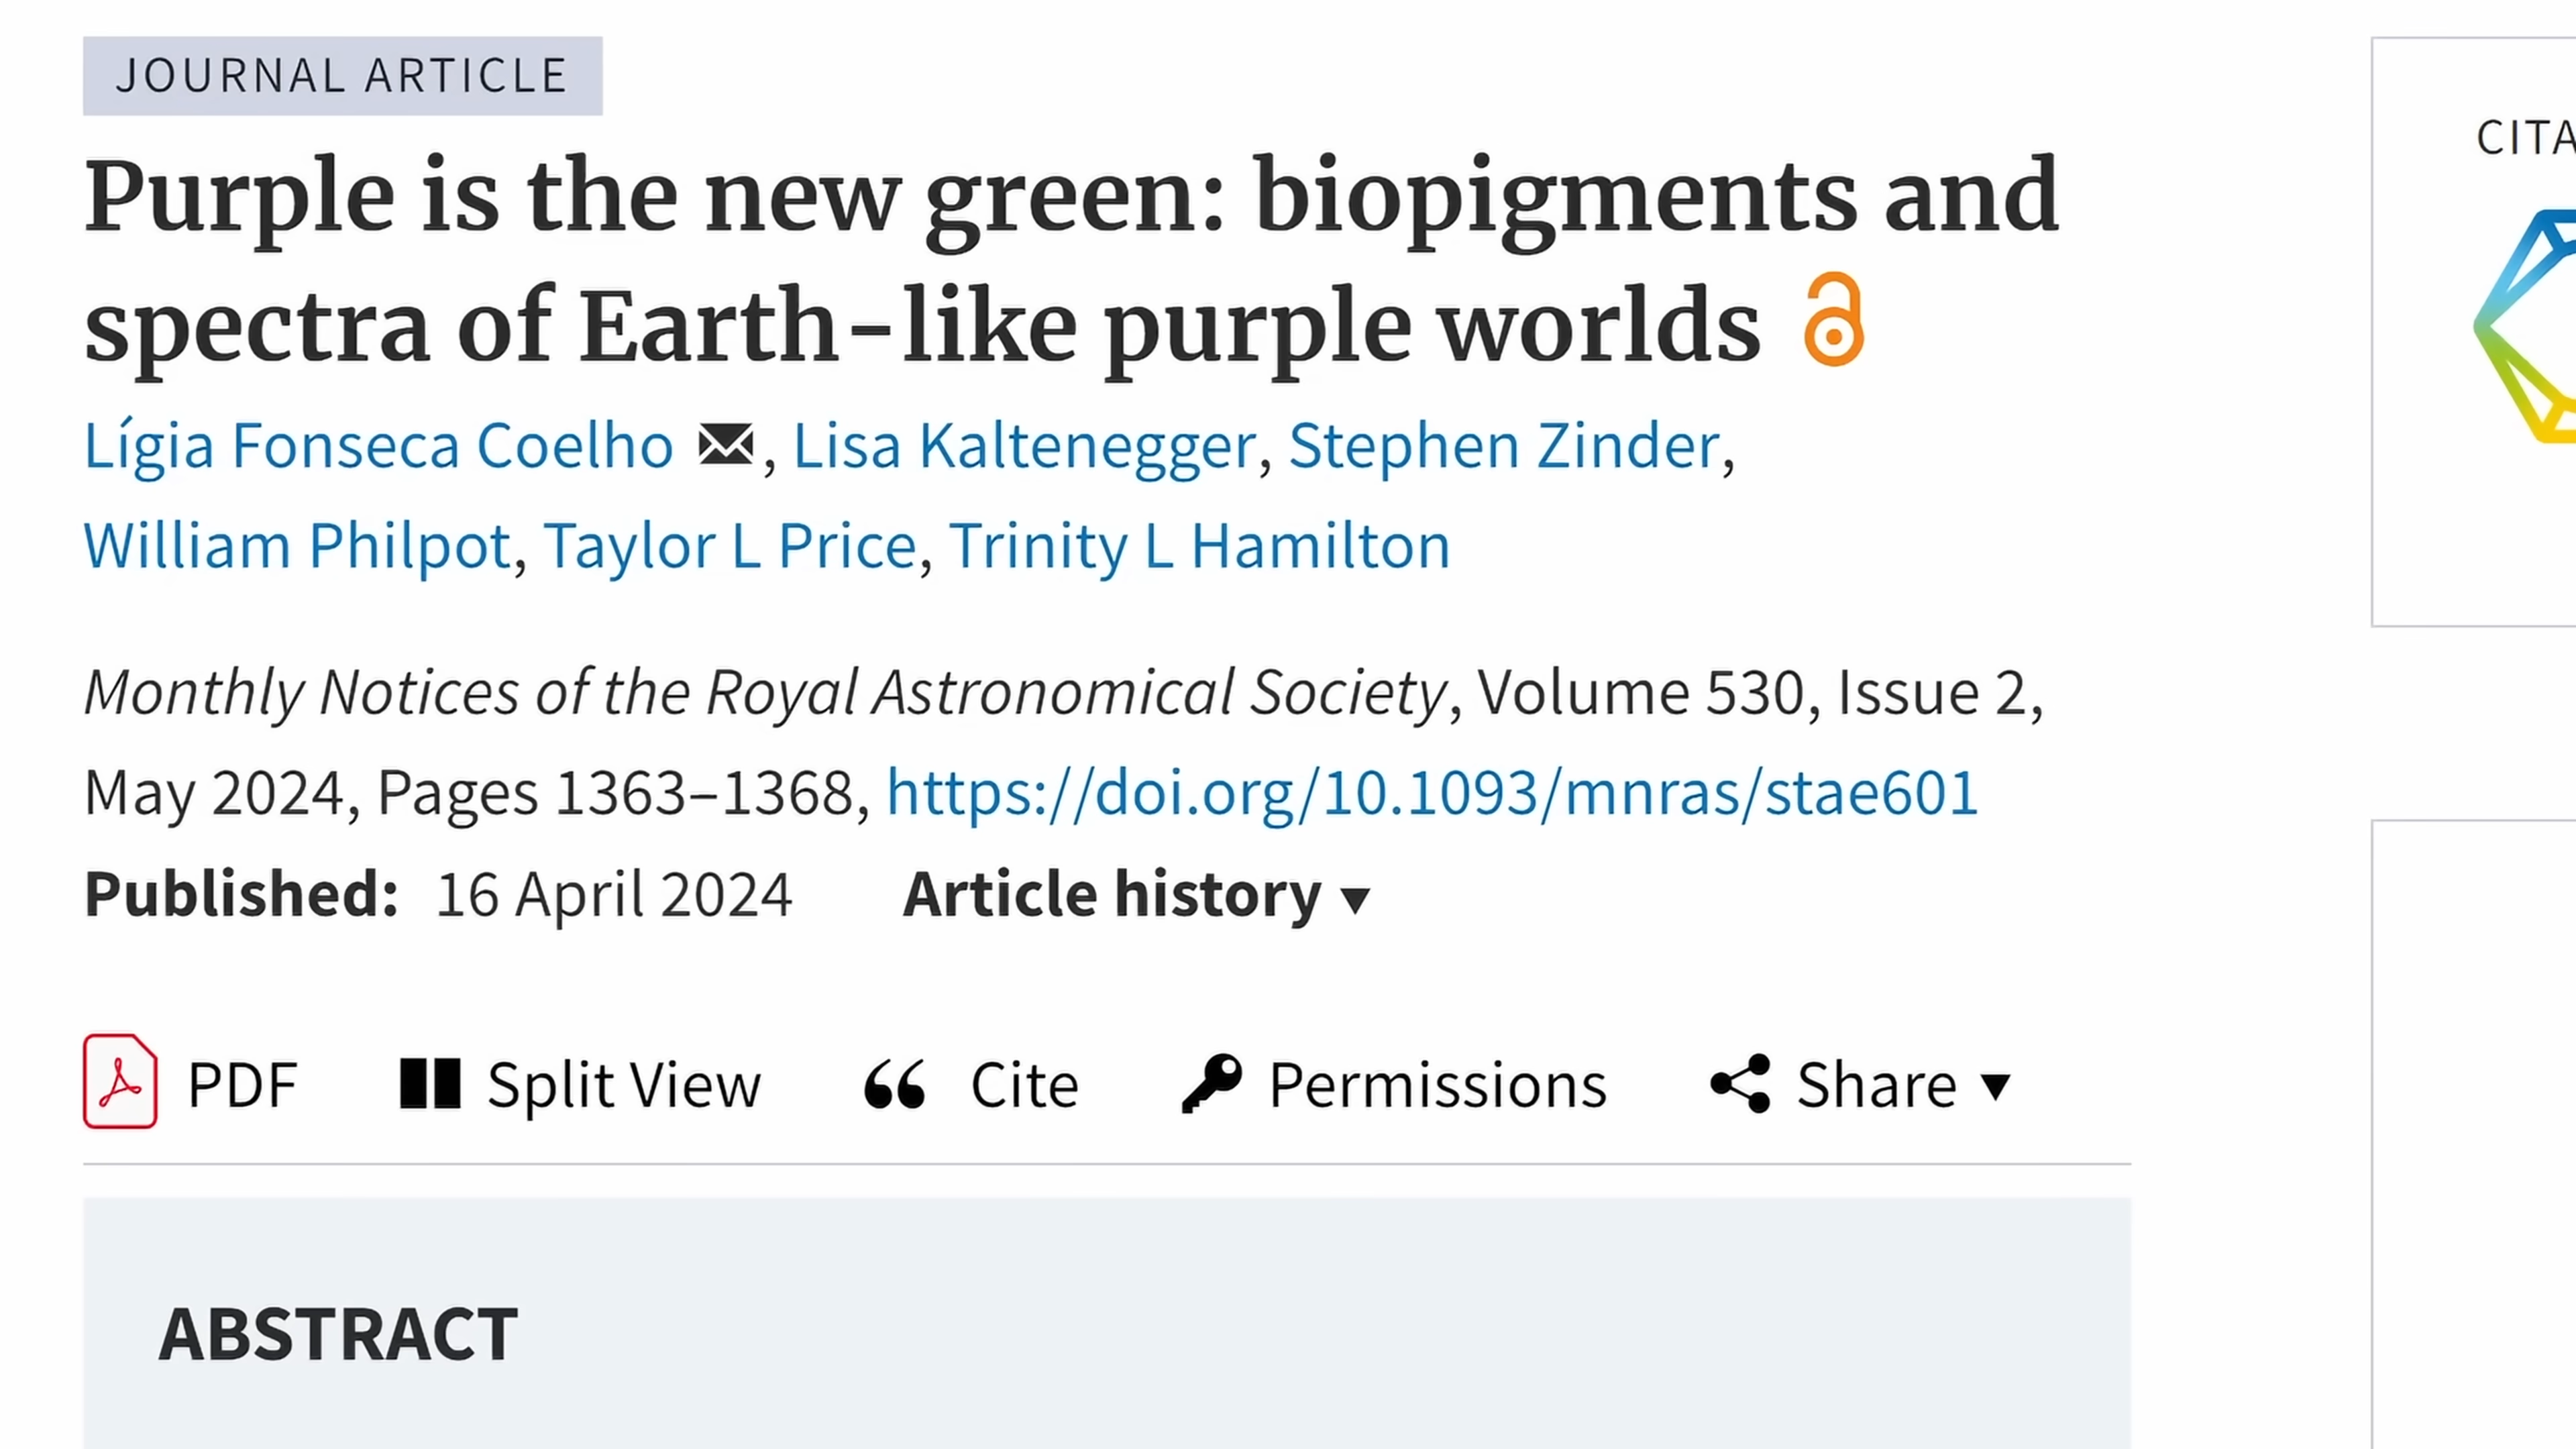 JOURNAL ARTICLE
Purple is the new green: biopigments and
spectra of Earth-like purple worlds
Lígia Fonseca Coelho , Lisa Kaltenegger, Stephen Zinder,
William Philpot, Taylor L Price, Trinity L Hamilton
Monthly Notices of the Royal Astronomical Society, Volume 530, Issue 2,
May 2024, Pages 1363–1368, https://doi.org/10.1093/mnras/stae601
Published: 16 April 2024 Article history ▼
PDF Split View Cite Permissions Share ▼
ABSTRACT
CITA